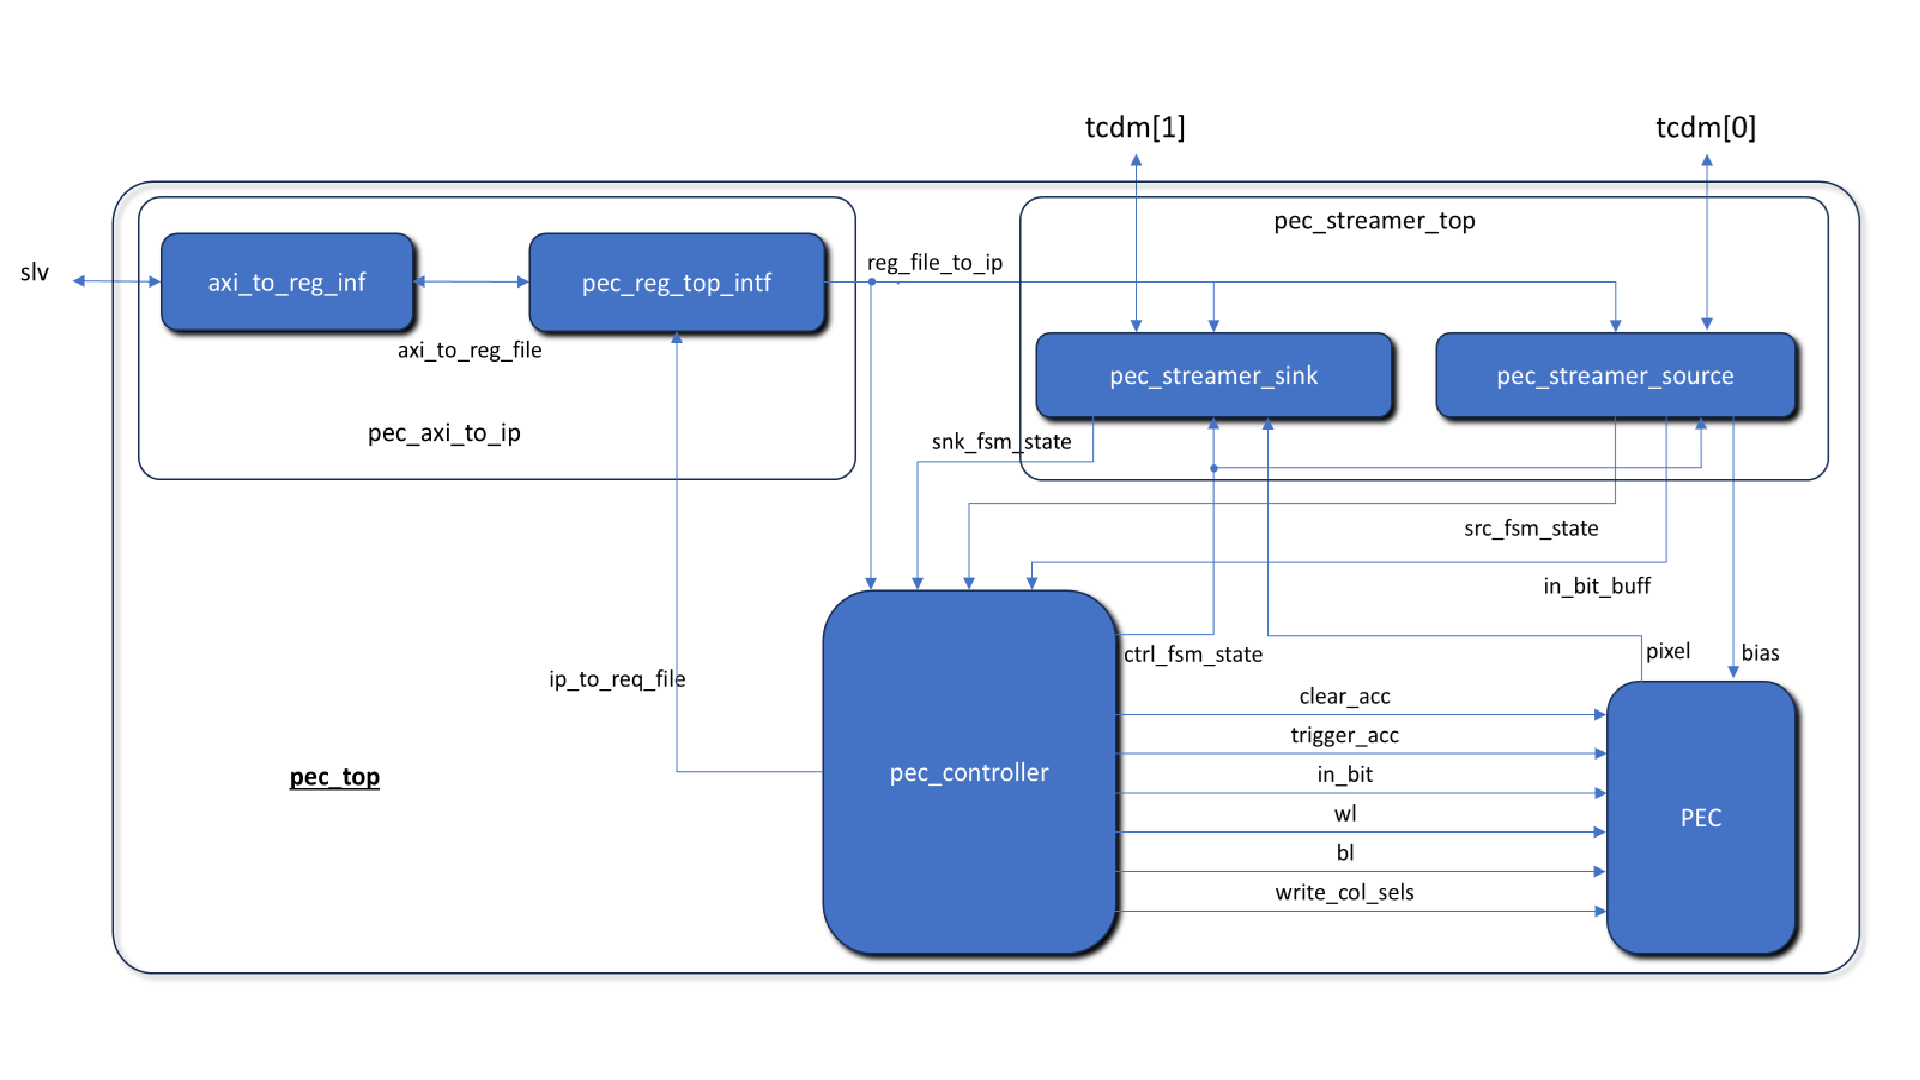 tcdm[1]
tcdm[0]
pec_streamer_top
slv
axi_to_reg_inf
pec_reg_top_intf
reg_file_to_ip
axi_to_reg_file
pec_streamer_sink
pec_streamer_source
pec_axi_to_ip
snk_fsm_state
src_fsm_state
in_bit_buff
ctrl_fsm_state
pixel
bias
ip_to_req_file
clear_acc
trigger_acc
in_bit
wl
bl
write_col_sels
pec_controller
PEC
pec_top